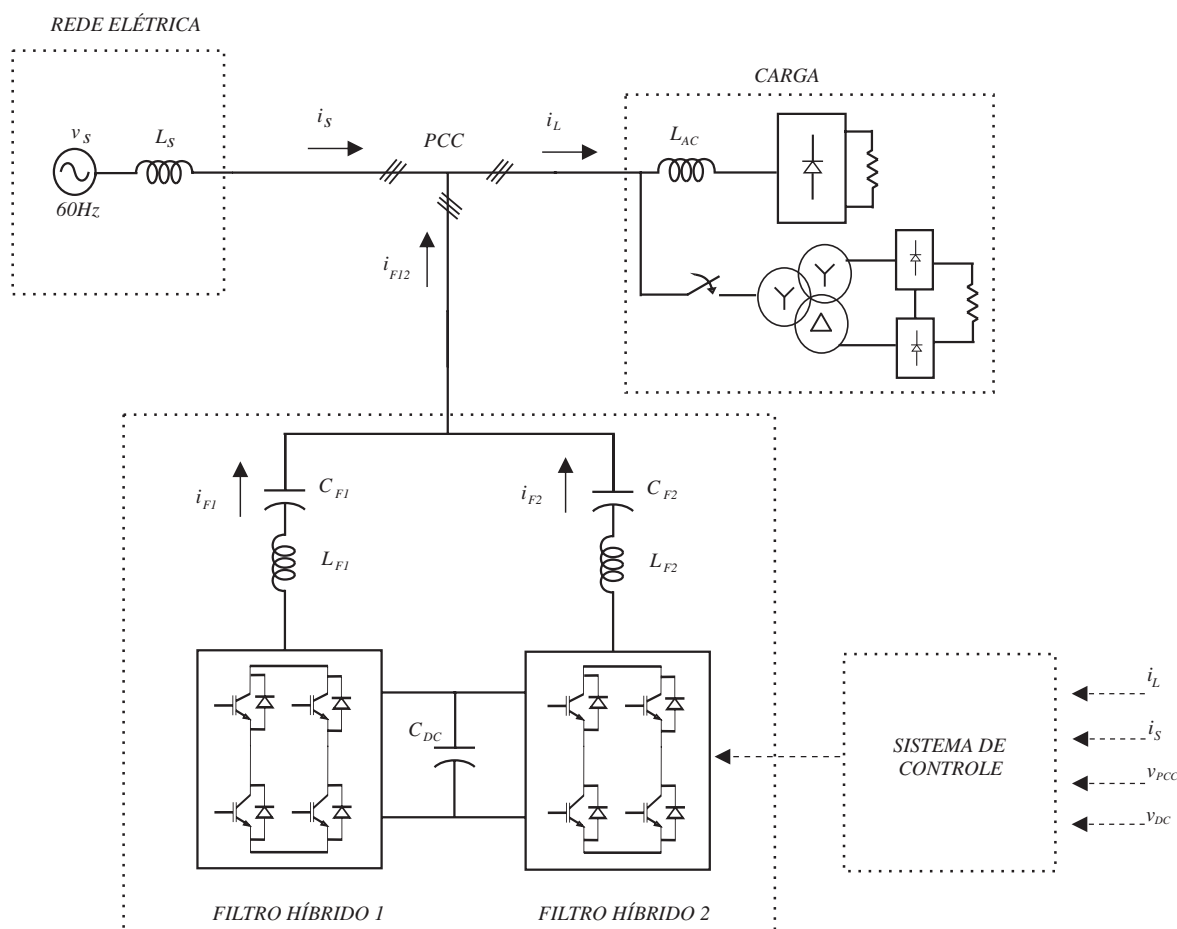 REDE ELÉTRICA
CARGA
v_S
L_S
i_S
PCC
i_L
L_AC
60Hz
i_F12
C_F1
i_F1
L_F1
C_F2
i_F2
L_F2
C_DC
SISTEMA DE
CONTROLE
i_L
i_S
v_PCC
v_DC
FILTRO HÍBRIDO 1
FILTRO HÍBRIDO 2